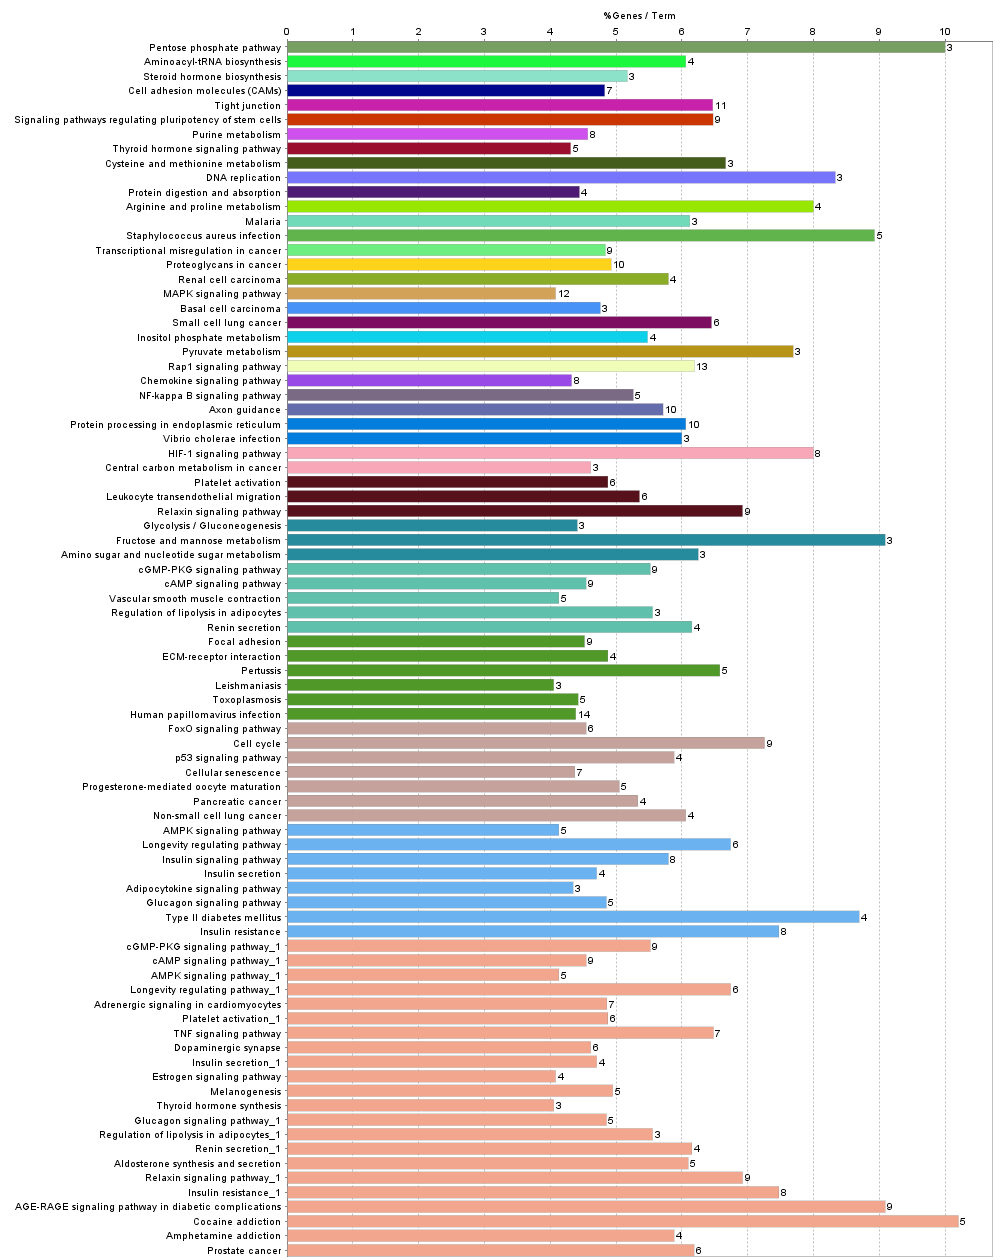 %Genes / Term
0 1 2 3 4 5 6 7 8 9 10
Pentose phosphate pathway 3
Aminoacyl-tRNA biosynthesis 4
Steroid hormone biosynthesis 3
Cell adhesion molecules (CAMs) 7
Tight junction 11
Signaling pathways regulating pluripotency of stem cells 9
Purine metabolism 8
Thyroid hormone signaling pathway 5
Cysteine and methionine metabolism 3
DNA replication 3
Protein digestion and absorption 4
Arginine and proline metabolism 4
Malaria 3
Staphylococcus aureus infection 5
Transcriptional misregulation in cancer 9
Proteoglycans in cancer 10
Renal cell carcinoma 4
MAPK signaling pathway 12
Basal cell carcinoma 3
Small cell lung cancer 6
Inositol phosphate metabolism 4
Pyruvate metabolism 3
Rap1 signaling pathway 13
Chemokine signaling pathway 8
NF-kappa B signaling pathway 5
Axon guidance 10
Protein processing in endoplasmic reticulum 10
Vibrio cholerae infection 3
HIF-1 signaling pathway 8
Central carbon metabolism in cancer 3
Platelet activation 6
Leukocyte transendothelial migration 6
Relaxin signaling pathway 9
Glycolysis / Gluconeogenesis 3
Fructose and mannose metabolism 3
Amino sugar and nucleotide sugar metabolism 3
cGMP-PKG signaling pathway 9
cAMP signaling pathway 9
Vascular smooth muscle contraction 5
Regulation of lipolysis in adipocytes 3
Renin secretion 4
Focal adhesion 9
ECM-receptor interaction 4
Pertussis 5
Leishmaniasis 3
Toxoplasmosis 5
Human papillomavirus infection 14
FoxO signaling pathway 6
Cell cycle 9
p53 signaling pathway 4
Cellular senescence 7
Progesterone-mediated oocyte maturation 5
Pancreatic cancer 4
Non-small cell lung cancer 4
AMPK signaling pathway 5
Longevity regulating pathway 6
Insulin signaling pathway 8
Insulin secretion 4
Adipocytokine signaling pathway 3
Glucagon signaling pathway 5
Type II diabetes mellitus 4
Insulin resistance 8
cGMP-PKG signaling pathway_1 9
cAMP signaling pathway_1 9
AMPK signaling pathway_1 5
Longevity regulating pathway_1 6
Adrenergic signaling in cardiomyocytes 7
Platelet activation_1 6
TNF signaling pathway 7
Dopaminergic synapse 6
Insulin secretion_1 4
Estrogen signaling pathway 4
Melanogenesis 5
Thyroid hormone synthesis 3
Glucagon signaling pathway_1 5
Regulation of lipolysis in adipocytes_1 3
Renin secretion_1 4
Aldosterone synthesis and secretion 5
Relaxin signaling pathway_1 9
Insulin resistance_1 8
AGE-RAGE signaling pathway in diabetic complications 9
Cocaine addiction 5
Amphetamine addiction 4
Prostate cancer 6